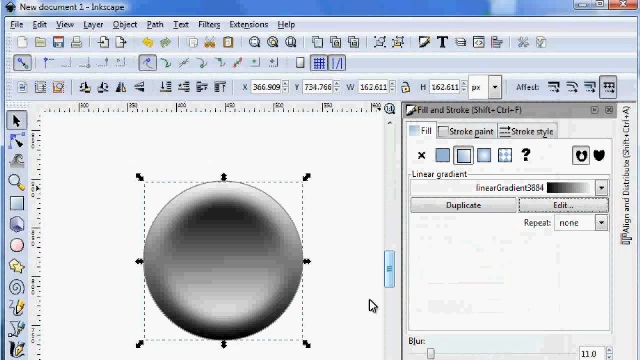 New document 1 - Inkscape
File Edit View Layer Object Path Text Filters Extensions Help
X 366.909 Y 734.766 W 162.611 H 162.611 px Affect:
Fill and Stroke (Shift+Ctrl+F)
Fill Stroke paint Stroke style
?
Linear gradient
linearGradient3884
Duplicate Edit...
Repeat: none
Blur:
11.0
Align and Distribute (Shift+Ctrl+A)